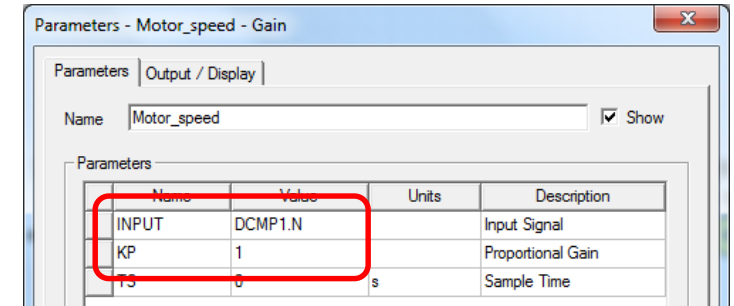 Parameters - Motor_speed - Gain
Parameters Output / Display
Name Motor_speed Show
Parameters
Name Value Units Description
INPUT DCMP1.N Input Signal
KP 1 Proportional Gain
TS 0 s Sample Time